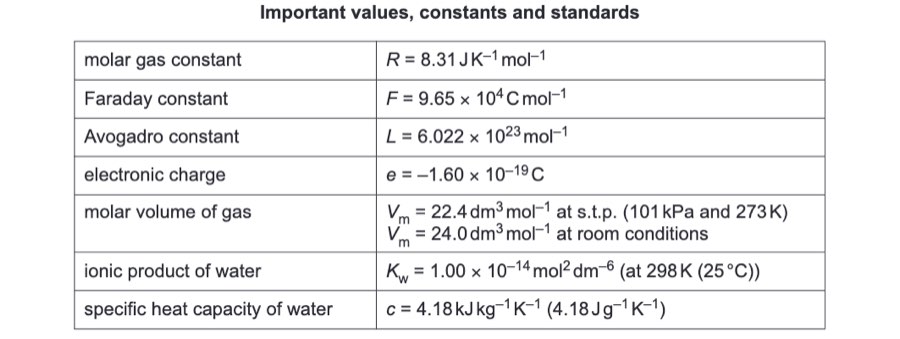 Important values, constants and standards
molar gas constant R = 8.31 J K⁻¹ mol⁻¹
Faraday constant F = 9.65 × 10⁴ C mol⁻¹
Avogadro constant L = 6.022 × 10²³ mol⁻¹
electronic charge e = −1.60 × 10⁻¹⁹ C
molar volume of gas Vₘ = 22.4 dm³ mol⁻¹ at s.t.p. (101 kPa and 273 K)
Vₘ = 24.0 dm³ mol⁻¹ at room conditions
ionic product of water K_w = 1.00 × 10⁻¹⁴ mol² dm⁻⁶ (at 298 K (25 °C))
specific heat capacity of water c = 4.18 kJ kg⁻¹ K⁻¹ (4.18 J g⁻¹ K⁻¹)